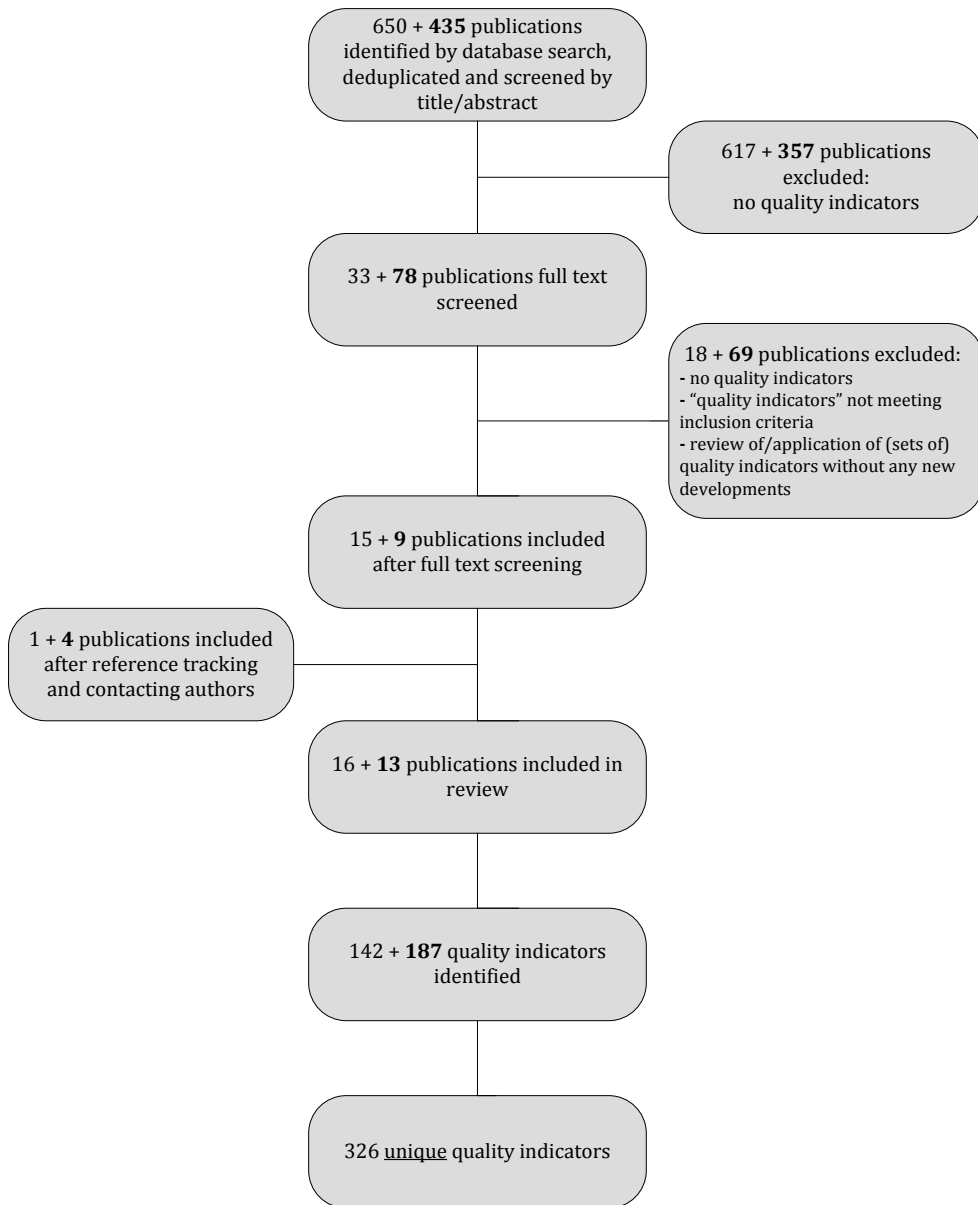 650 + 435 publications
identified by database search,
deduplicated and screened by
title/abstract
617 + 357 publications
excluded:
no quality indicators
33 + 78 publications full text
screened
18 + 69 publications excluded:
- no quality indicators
- “quality indicators” not meeting
inclusion criteria
- review of/application of (sets of)
quality indicators without any new
developments
15 + 9 publications included
after full text screening
1 + 4 publications included
after reference tracking
and contacting authors
16 + 13 publications included in
review
142 + 187 quality indicators
identified
326 unique quality indicators